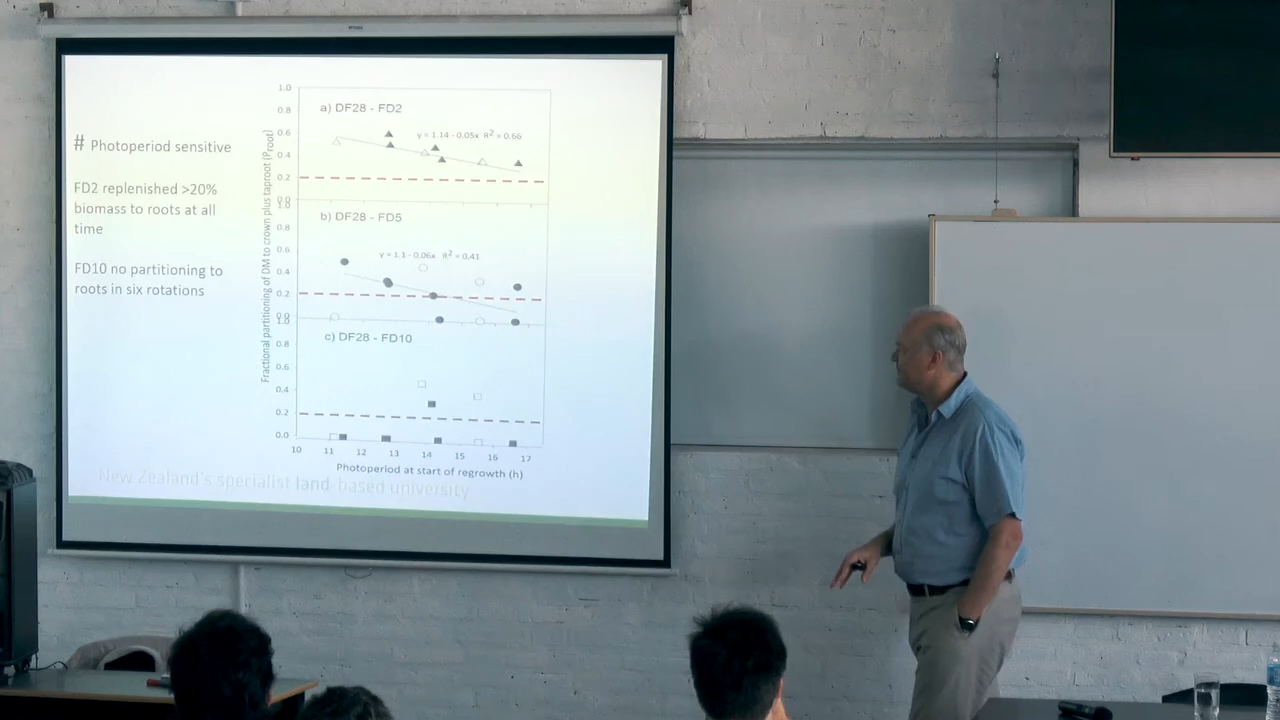 # Photoperiod sensitive
FD2 replenished >20%
biomass to roots at all
time
FD10 no partitioning to
roots in six rotations
Fractional partitioning of DM to crown plus taproot (Proot)
1.0
a) DF28 - FD2
0.8
y = 1.14 - 0.05x R² = 0.66
0.6
0.4
0.2
b) DF28 - FD5
0.8
y = 1.1 - 0.06x R² = 0.41
0.6
0.4
0.2
c) DF28 - FD10
0.8
0.6
0.4
0.2
0.0
10 11 12 13 14 15 16 17
Photoperiod at start of regrowth (h)
New Zealand's specialist land-based university